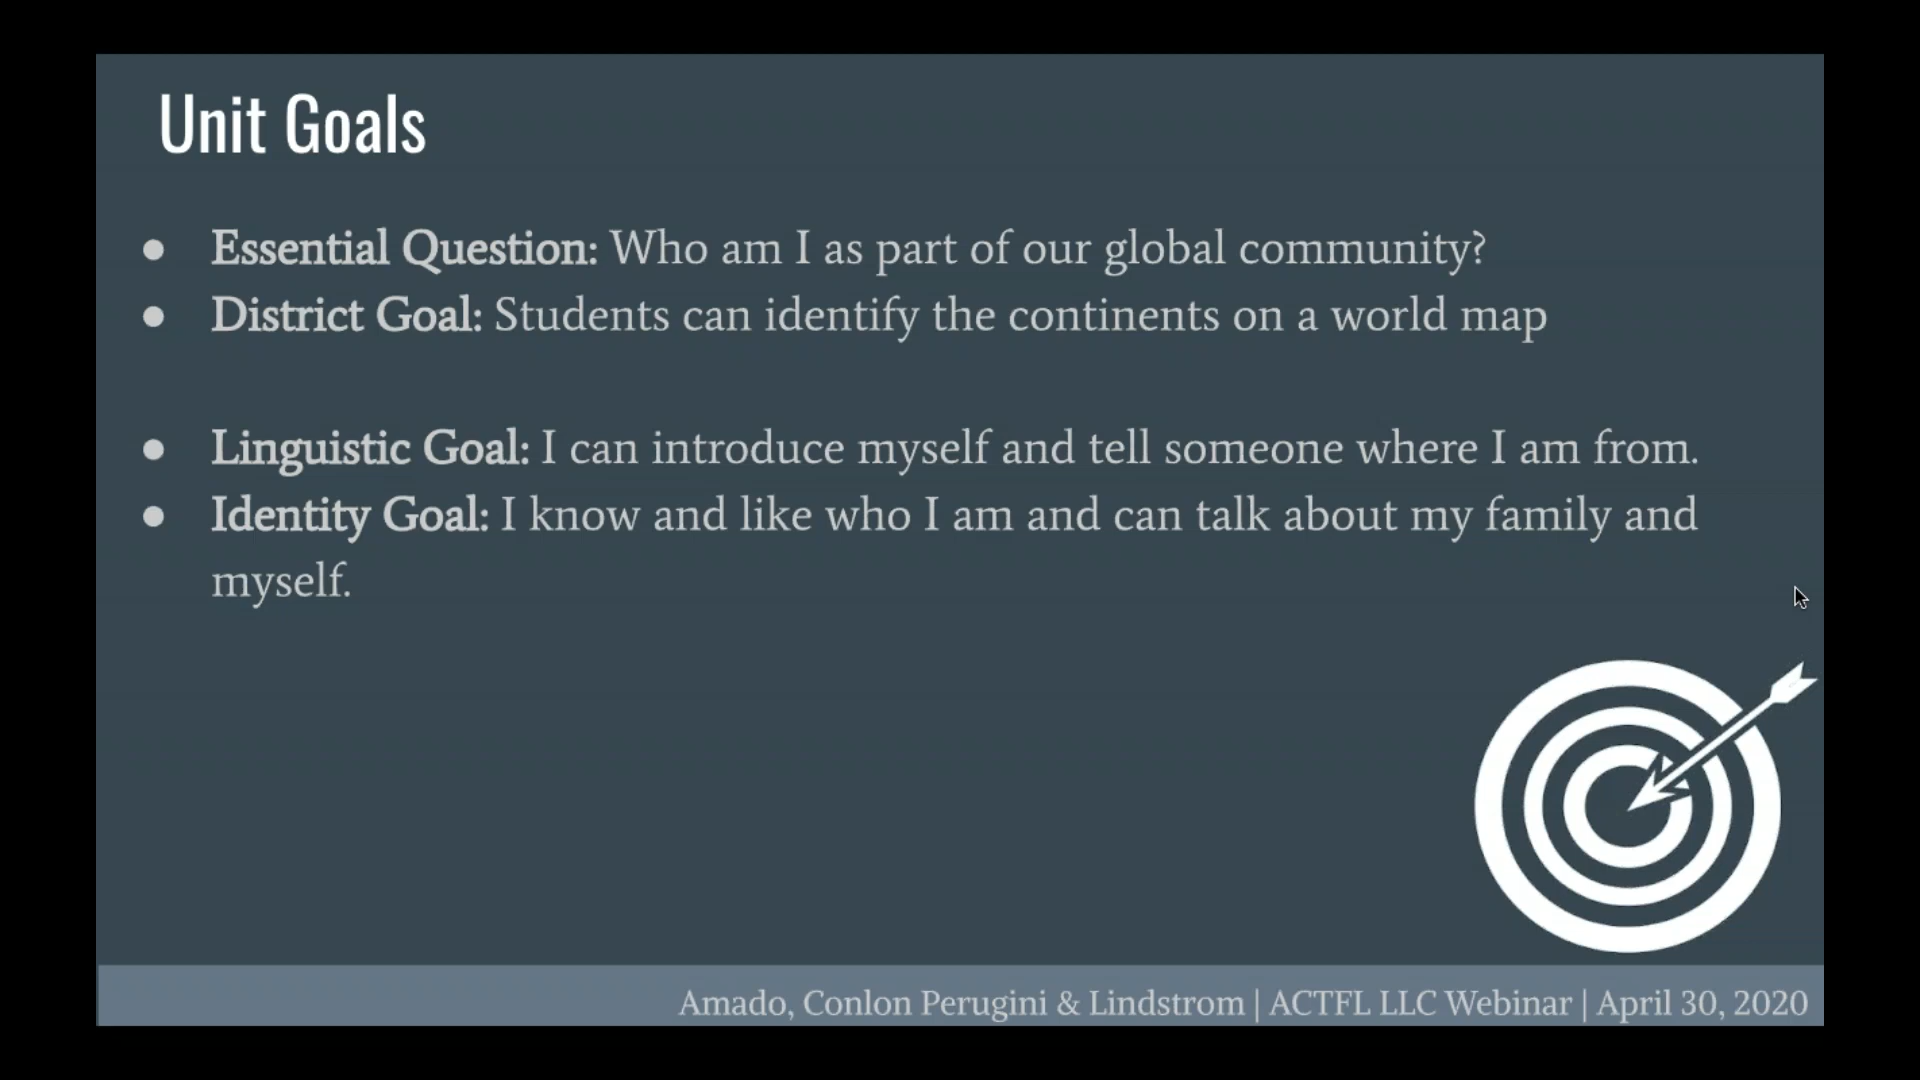 Unit Goals
● Essential Question: Who am I as part of our global community?
● District Goal: Students can identify the continents on a world map
● Linguistic Goal: I can introduce myself and tell someone where I am from.
● Identity Goal: I know and like who I am and can talk about my family and
myself.
Amado, Conlon Perugini & Lindstrom | ACTFL LLC Webinar | April 30, 2020